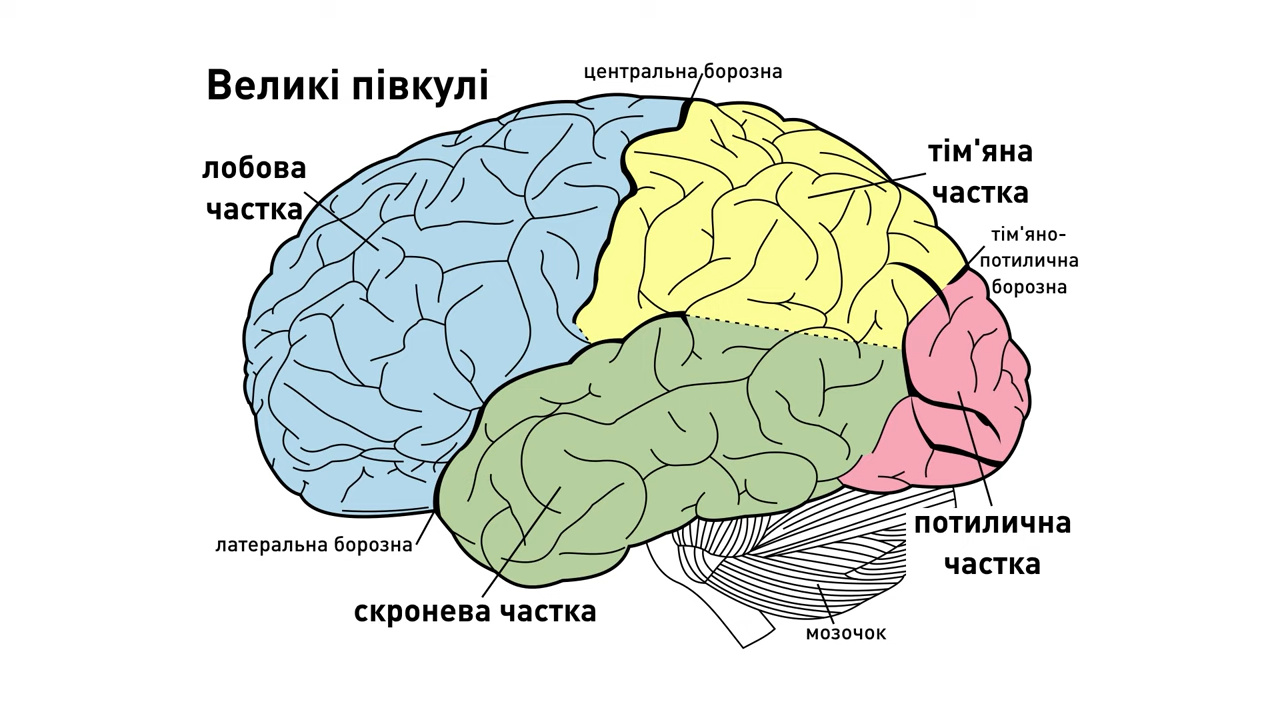 Великі півкулі
центральна борозна
лобова
частка
тім'яна
частка
тім'яно-
потилична
борозна
потилична
частка
латеральна борозна
скронева частка
мозочок